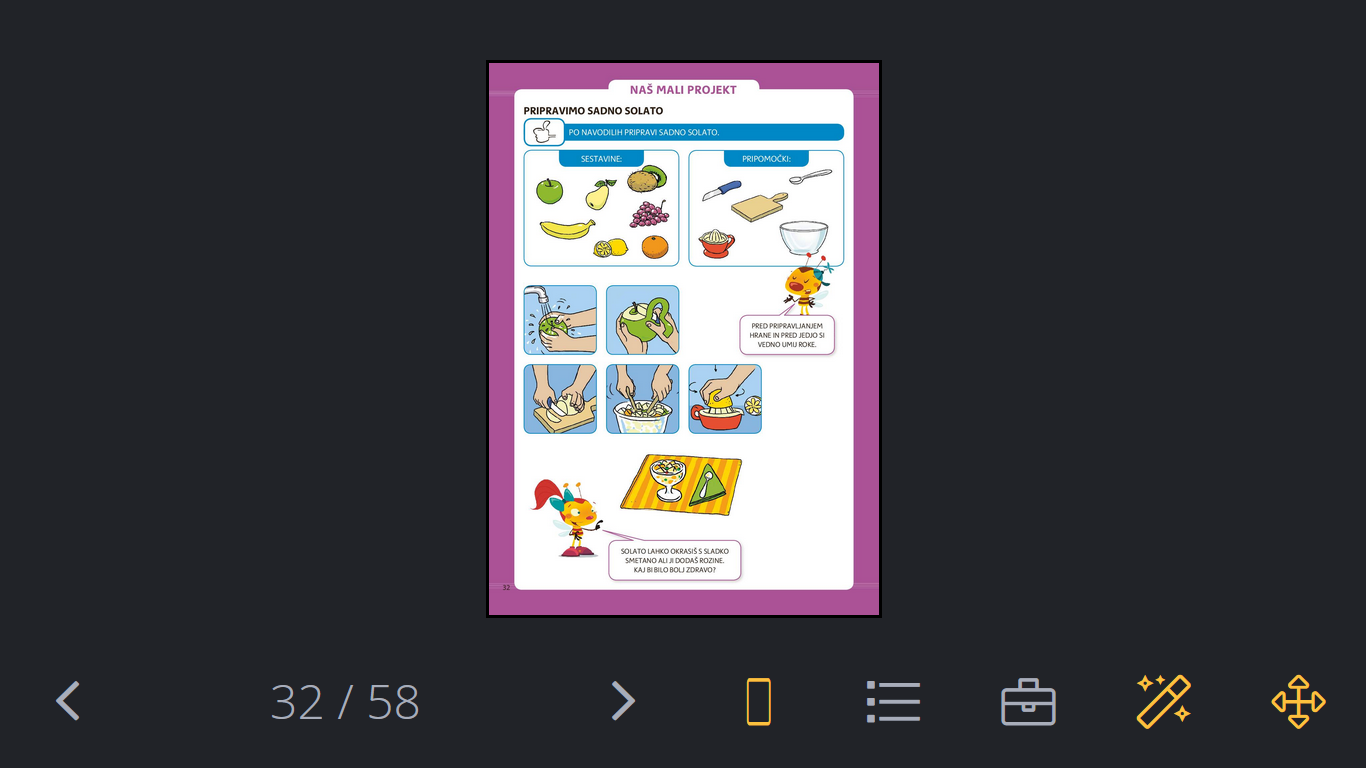 NAŠ MALI PROJEKT
PRIPRAVIMO SADNO SOLATO
PO NAVODILIH PRIPRAVI SADNO SOLATO.
SESTAVINE:
PRIPOMOČKI:
PRED PRIPRAVLJANJEM
HRANE IN PRED JEDJO SI
VEDNO UMIJ ROKE.
SOLATO LAHKO OKRASIŠ S SLADKO
SMETANO ALI JI DODAŠ ROZINE.
KAJ BI BILO BOLJ ZDRAVO?
32
32 / 58